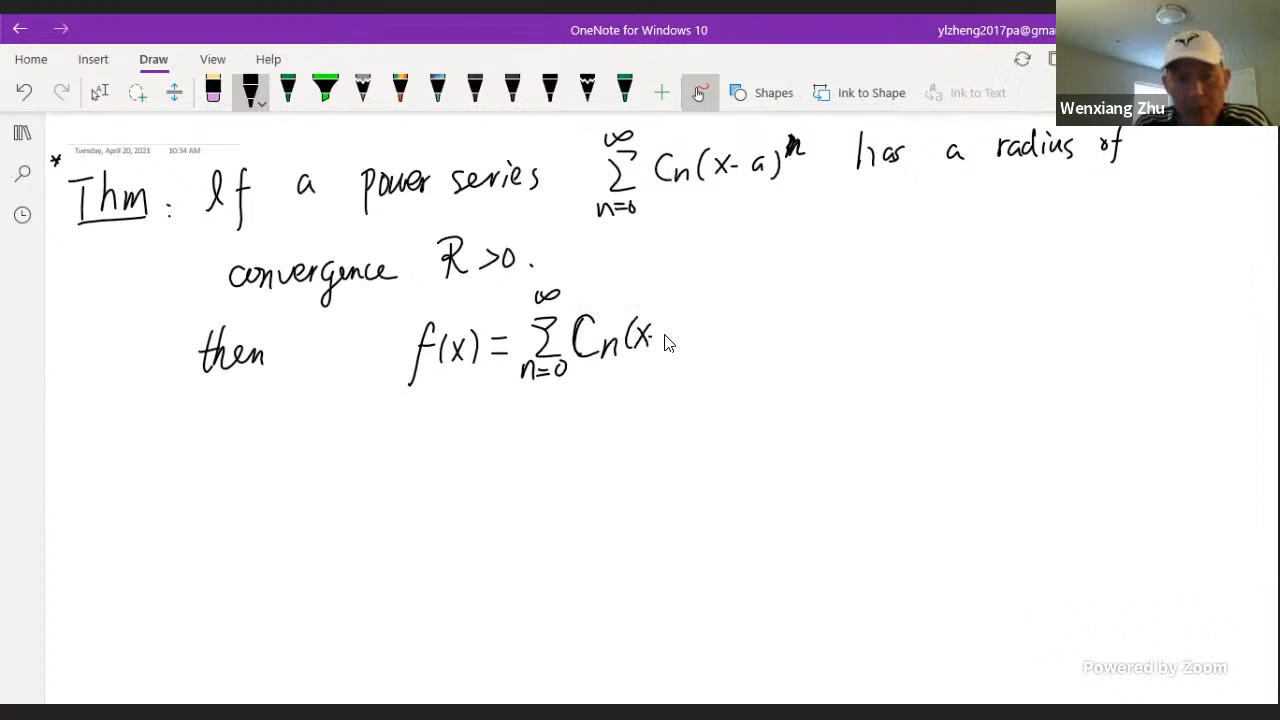 OneNote for Windows 10
ylzheng2017pa@gma
Home Insert Draw View Help
Shapes Ink to Shape Ink to Text
Wenxiang Zhu
Tuesday, April 20, 2021 10:34 AM
* Thm: If a power series ∑_{n=0}^{∞} Cn(x-a)^n has a radius of
convergence R>0.
then f(x) = ∑_{n=0}^{∞} Cn(x-
Powered by Zoom